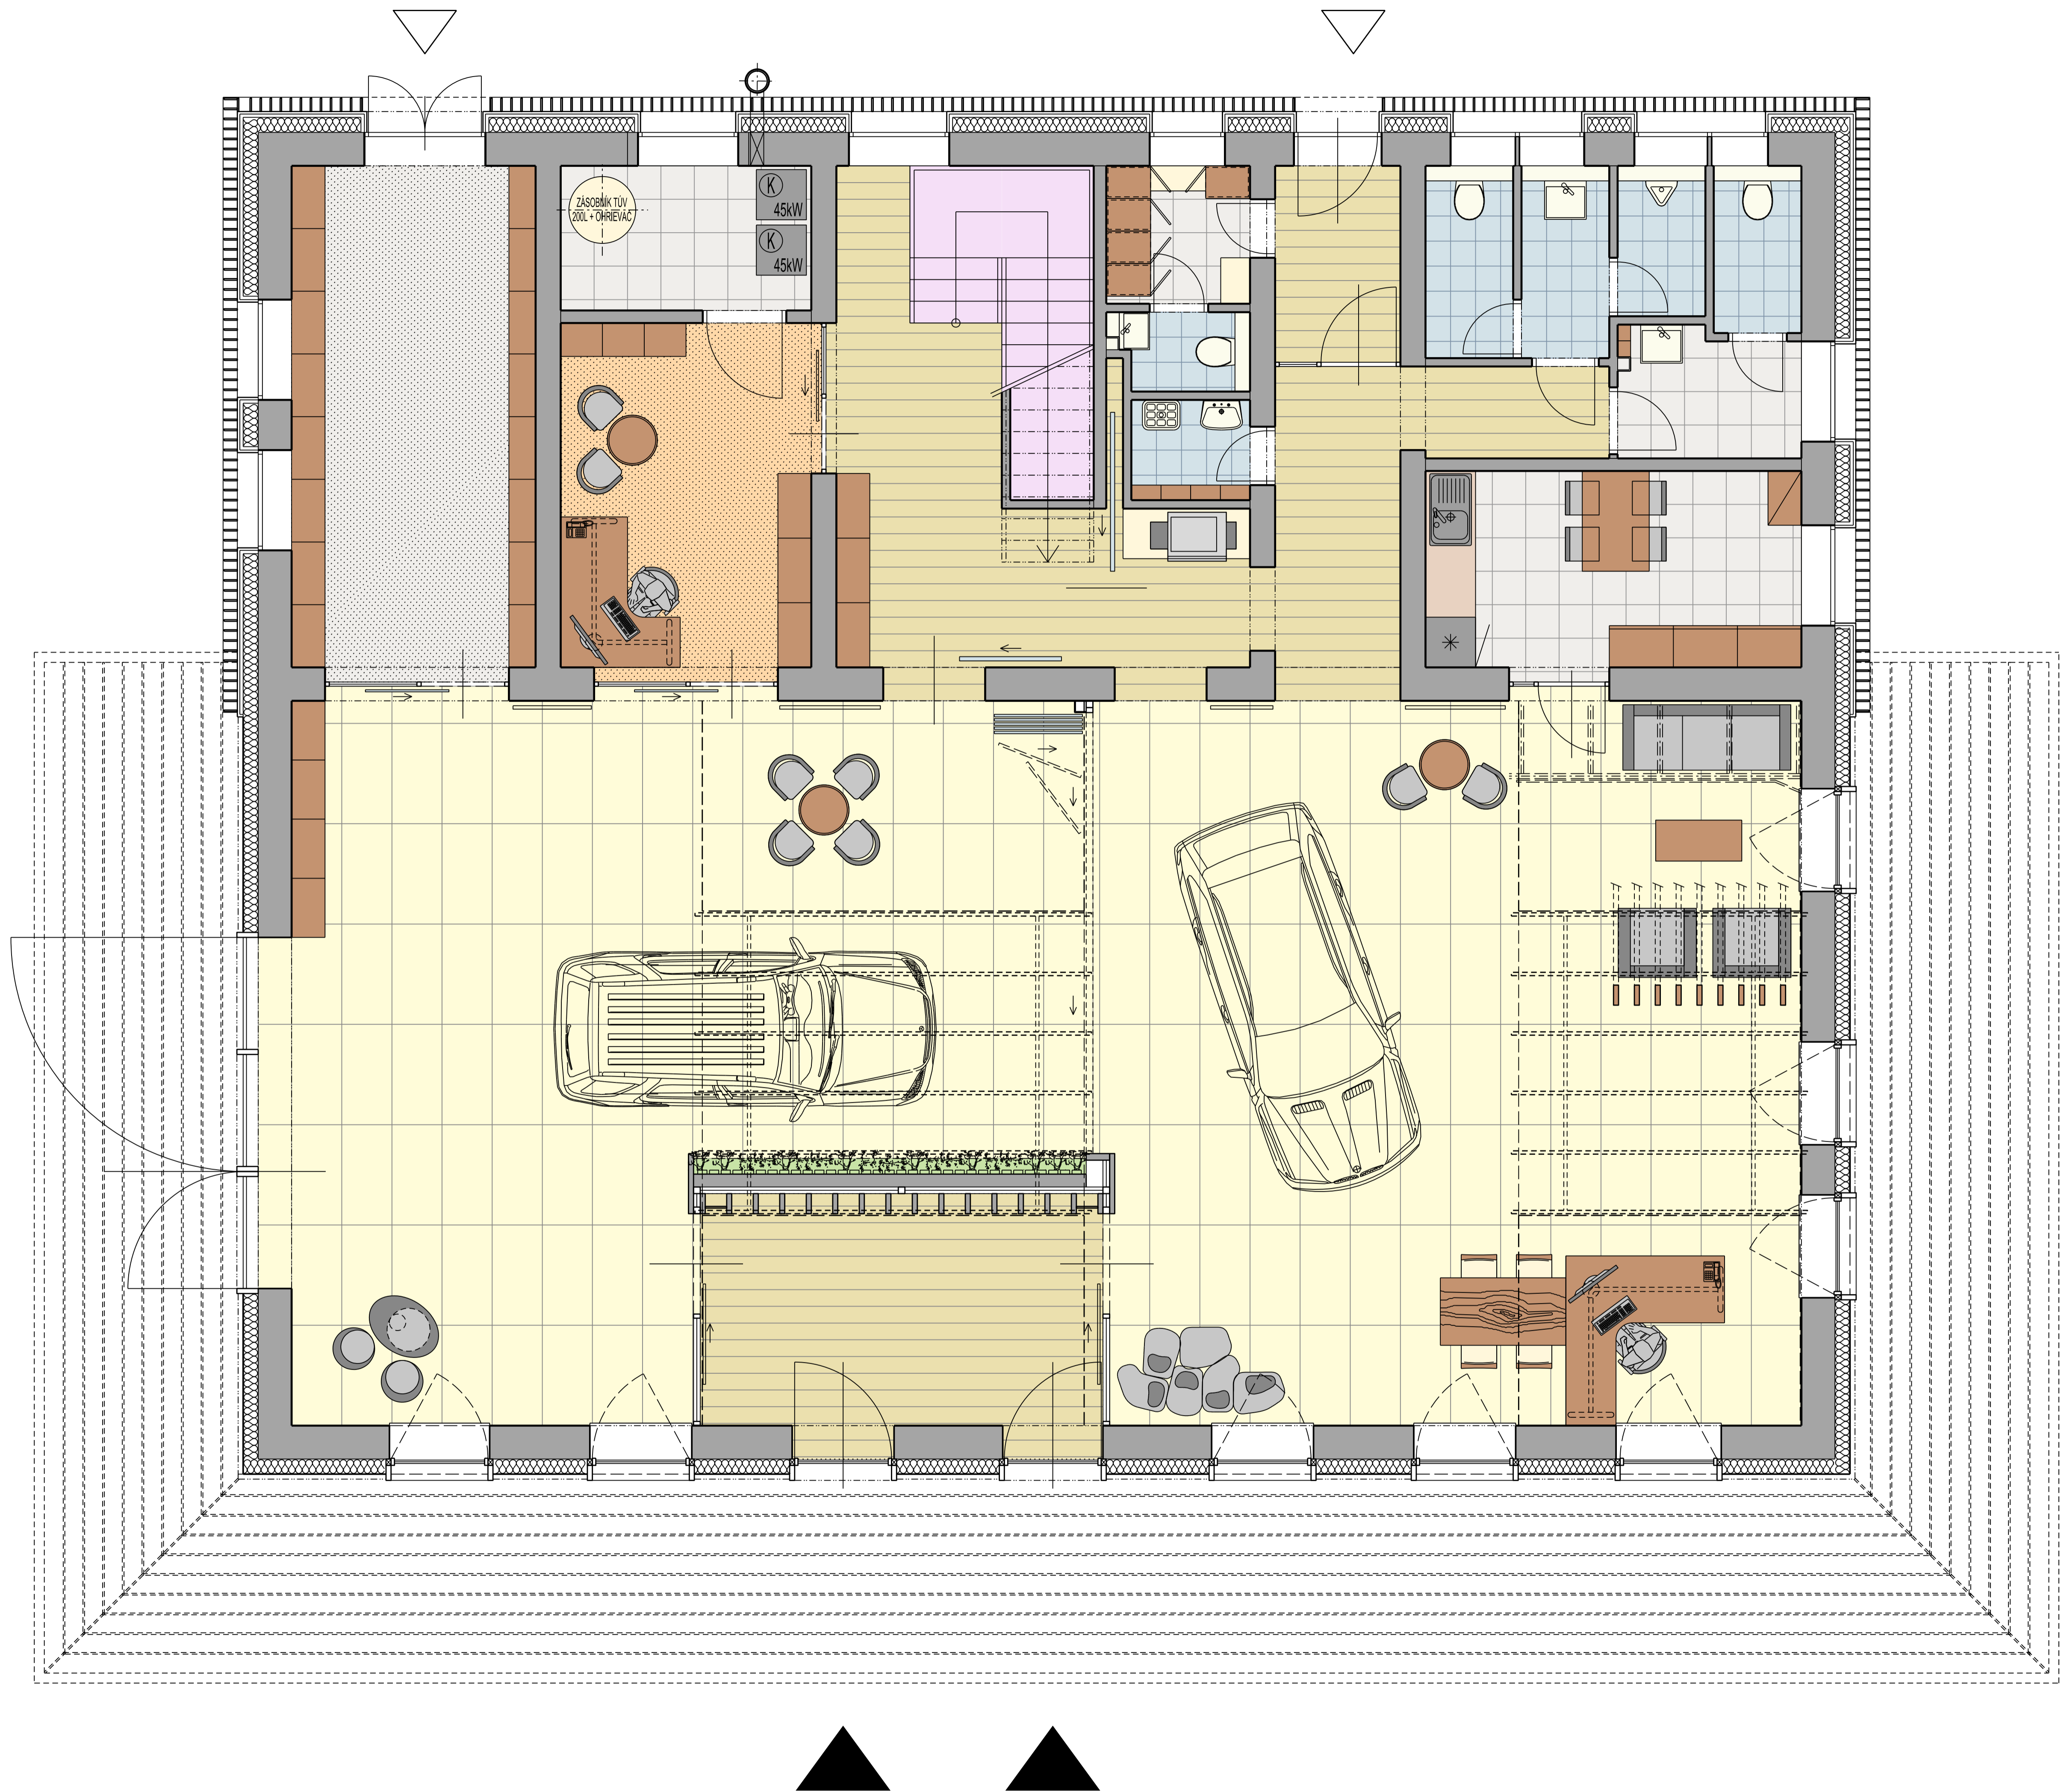 ZÁSOBNÍK TÚV
200L + OHRIEVAČ
K
45kW
K
45kW